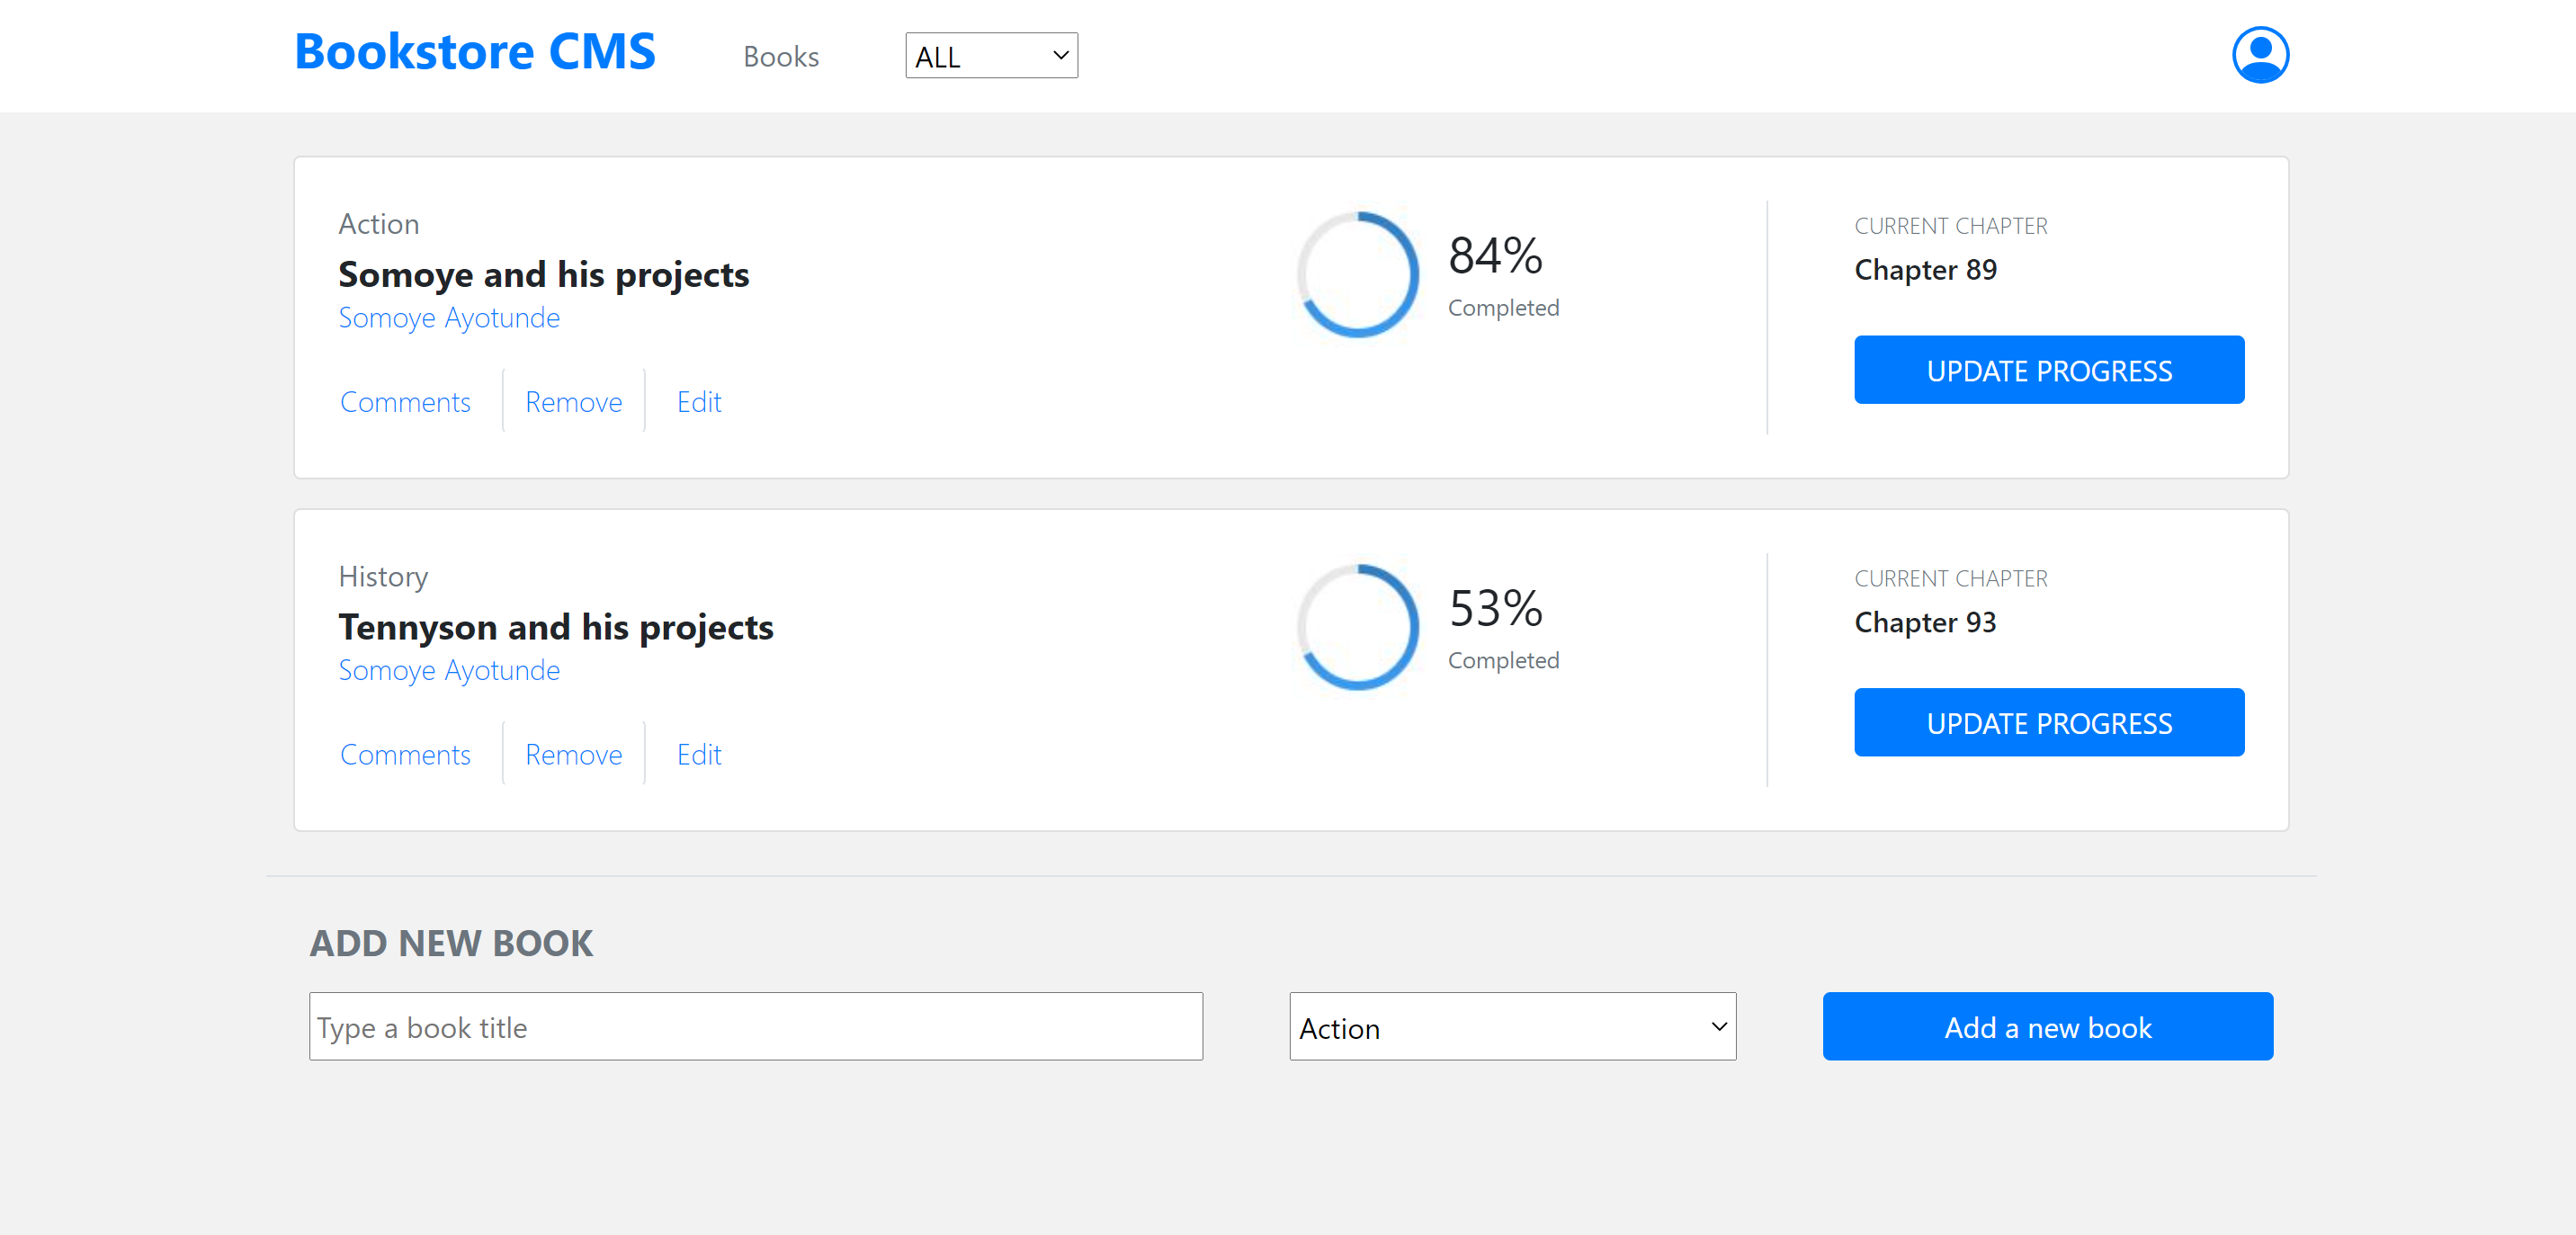 Bookstore CMS Books ALL
Action
Somoye and his projects
Somoye Ayotunde
Comments Remove Edit
84%
Completed
CURRENT CHAPTER
Chapter 89
UPDATE PROGRESS
History
Tennyson and his projects
Somoye Ayotunde
Comments Remove Edit
53%
Completed
CURRENT CHAPTER
Chapter 93
UPDATE PROGRESS
ADD NEW BOOK
Type a book title Action Add a new book